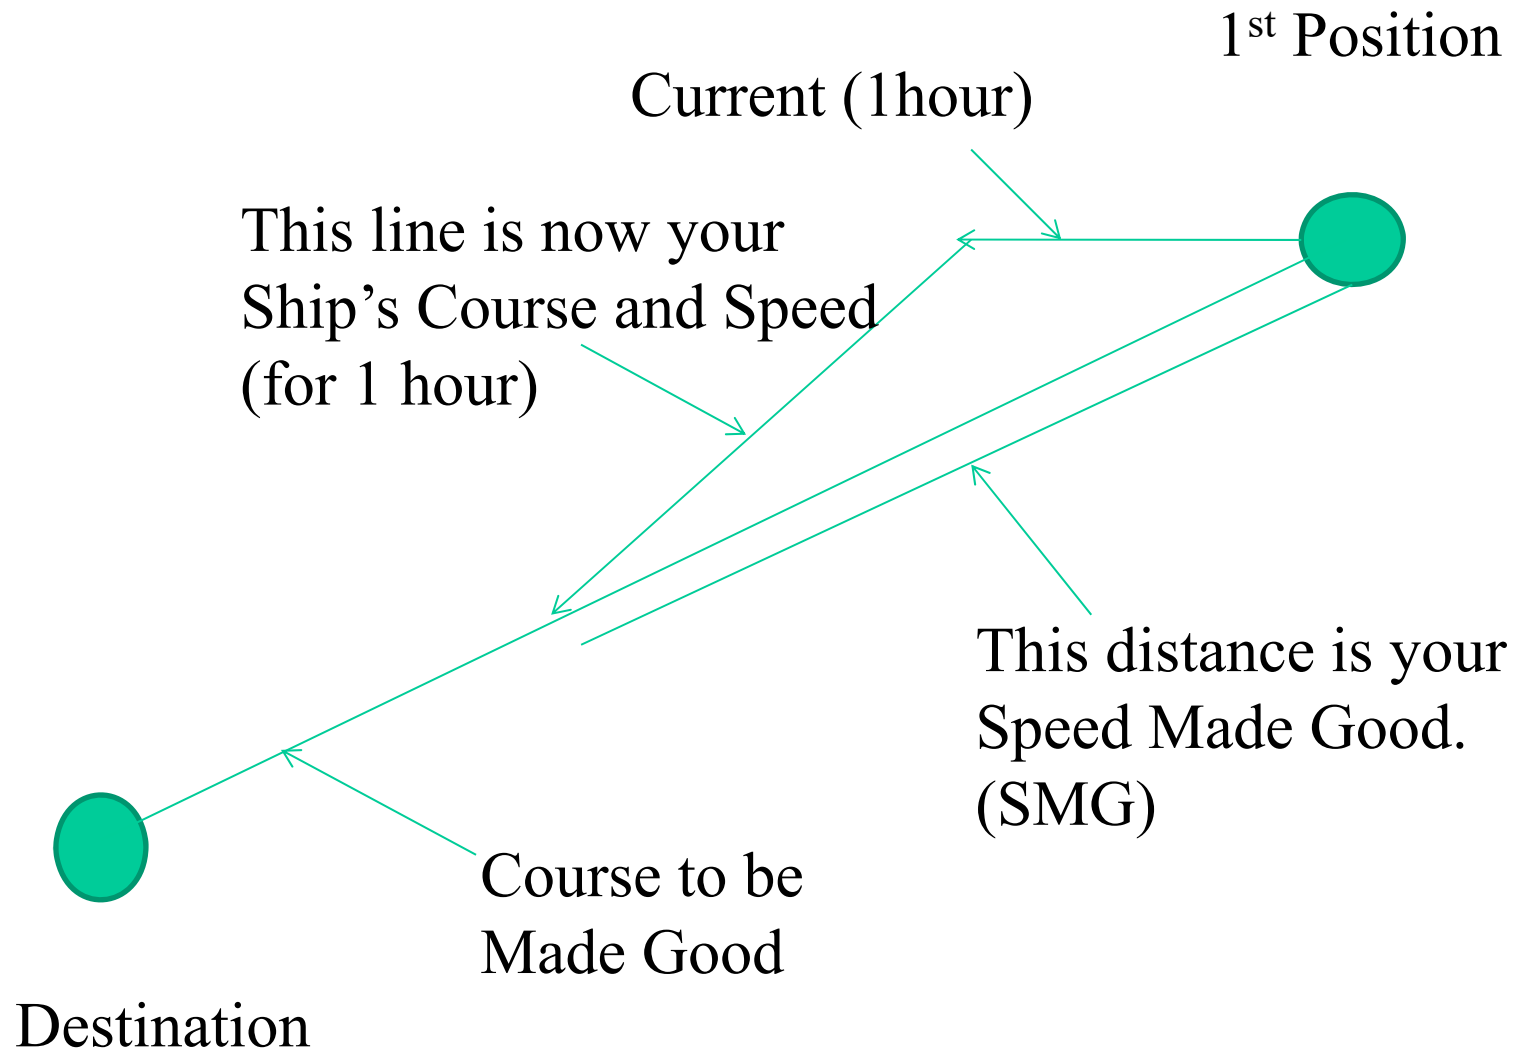 1st Position
Current (1hour)
This line is now your
Ship’s Course and Speed
(for 1 hour)
This distance is your
Speed Made Good.
(SMG)
Course to be
Made Good
Destination